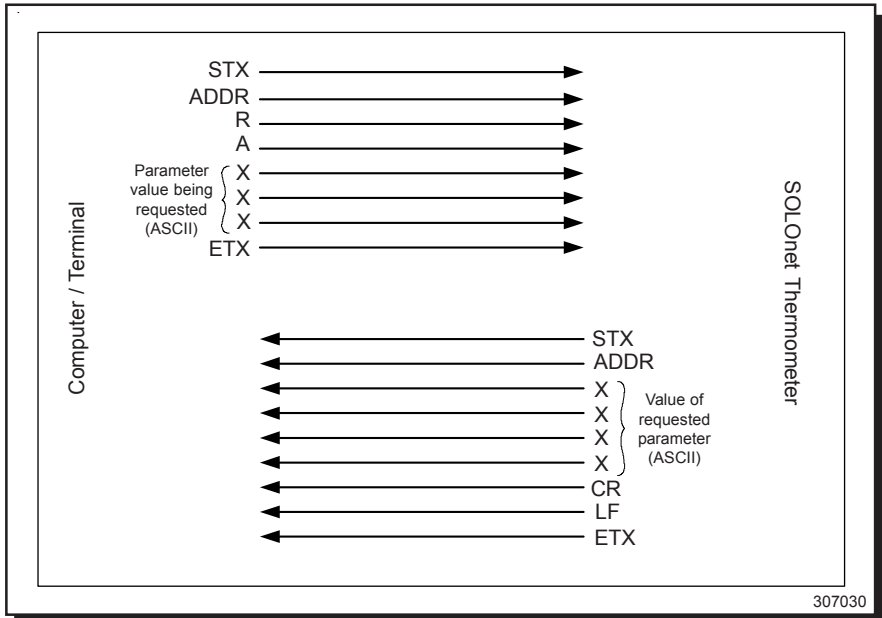 Computer / Terminal
STX
ADDR
R
A
Parameter
value being
requested
(ASCII)
X
X
X
ETX
SOLOnet Thermometer
STX
ADDR
X
X
X
X
Value of
requested
parameter
(ASCII)
CR
LF
ETX
307030